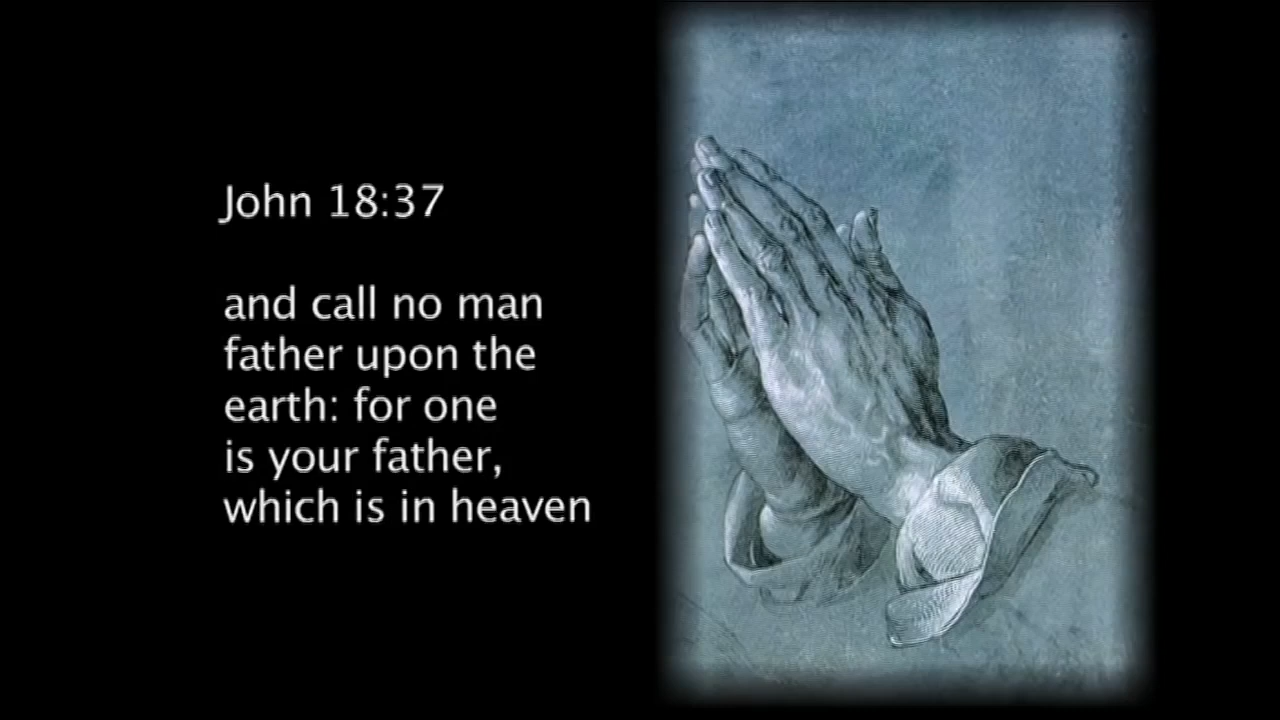 John 18:37
and call no man
father upon the
earth: for one
is your father,
which is in heaven